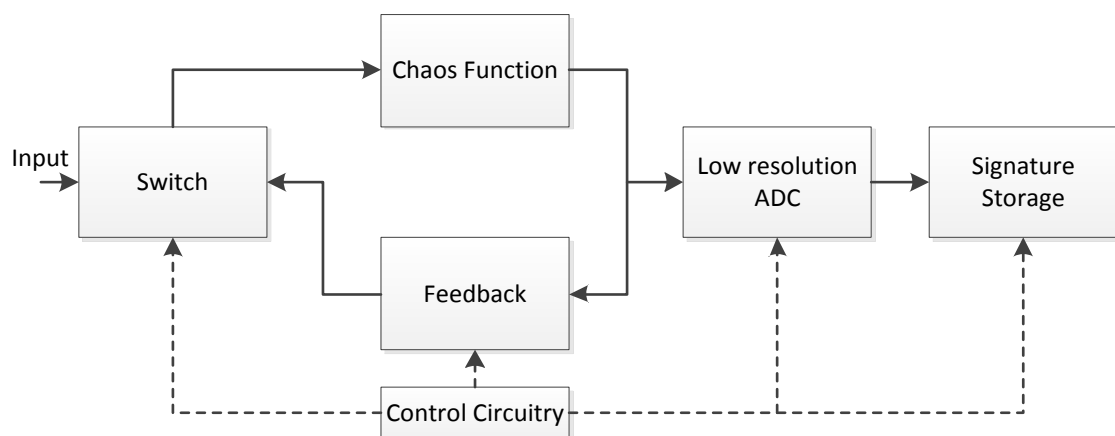 Chaos Function
Input
Switch
Low resolution
ADC
Signature
Storage
Feedback
Control Circuitry